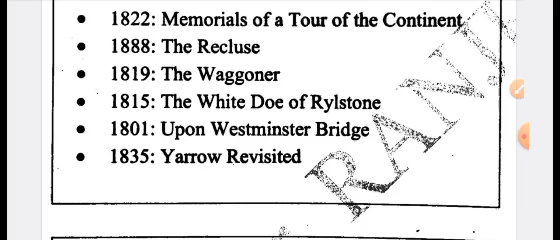 • 1822: Memorials of a Tour of the Continent
• 1888: The Recluse
• 1819: The Waggoner
• 1815: The White Doe of Rylstone
• 1801: Upon Westminster Bridge
• 1835: Yarrow Revisited
RANJ